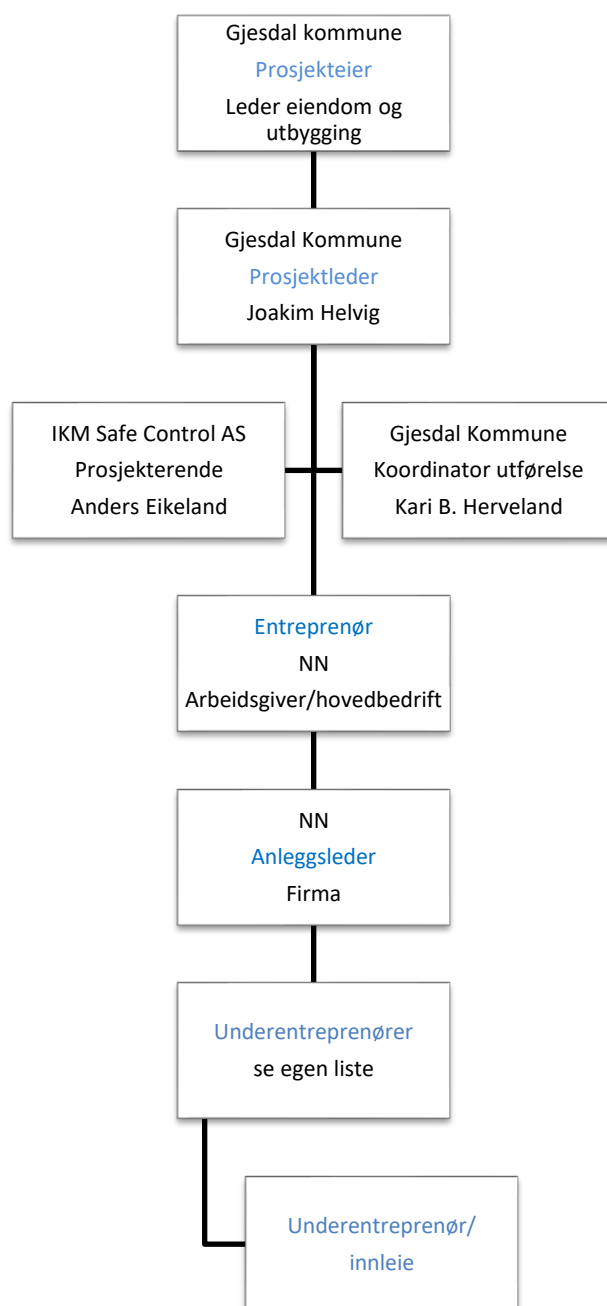 Gjesdal kommune
Prosjekteier
Leder eiendom og
utbygging
Gjesdal Kommune
Prosjektleder
Joakim Helvig
IKM Safe Control AS
Prosjekterende
Anders Eikeland
Gjesdal Kommune
Koordinator utførelse
Kari B. Herveland
Entreprenør
NN
Arbeidsgiver/hovedbedrift
NN
Anleggsleder
Firma
Underentreprenører
se egen liste
Underentreprenør/
innleie